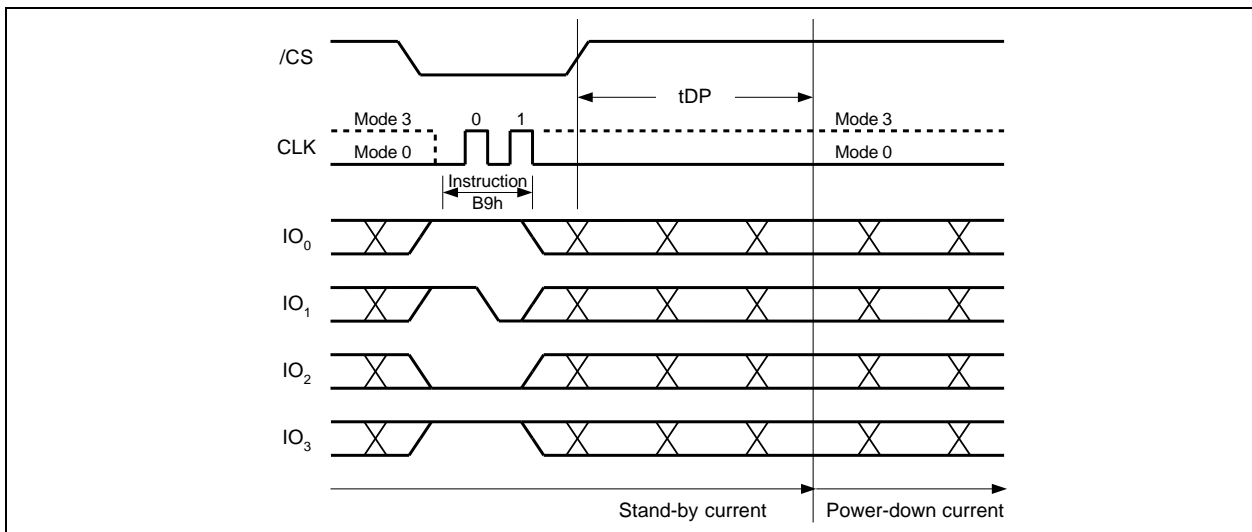 /CS
tDP
Mode 3 0 1 Mode 3
CLK
Mode 0 Mode 0
Instruction
B9h
IO0
IO1
IO2
IO3
Stand-by current Power-down current